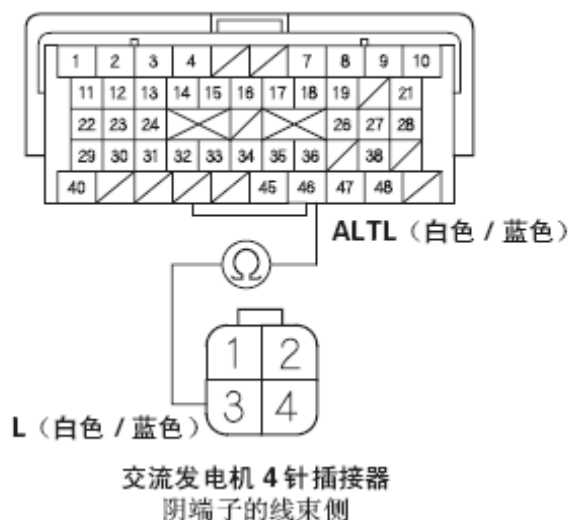 1 2 3 4 7 8 9 10
11 12 13 14 15 16 17 18 19 21
22 23 24 26 27 28
29 30 31 32 33 34 35 36 38
40 45 46 47 48
ALTL（白色 / 蓝色）
Ω
1 2
3 4
L（白色 / 蓝色）
交流发电机 4 针插接器
阴端子的线束侧